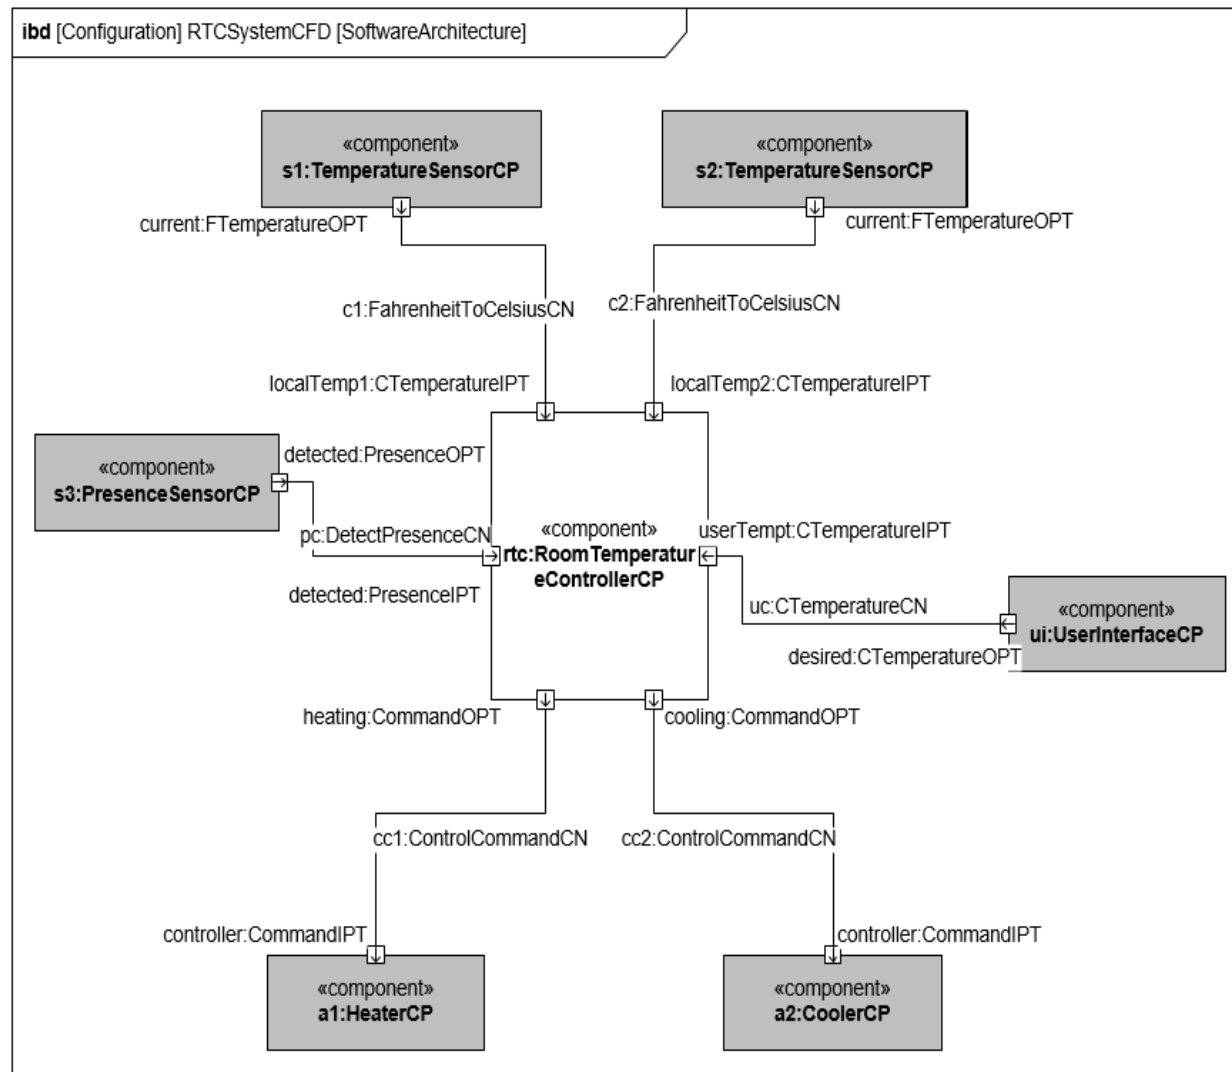 ibd [Configuration] RTCSystemCFD [SoftwareArchitecture]
«component»
s1:TemperatureSensorCP
«component»
s2:TemperatureSensorCP
current:FTemperatureOPT
current:FTemperatureOPT
c1:FahrenheitToCelsiusCN
c2:FahrenheitToCelsiusCN
localTemp1:CTemperatureIPT
localTemp2:CTemperatureIPT
«component»
s3:PresenceSensorCP
detected:PresenceOPT
pc:DetectPresenceCN
detected:PresenceIPT
«component»
rtc:RoomTemperatur
eControllerCP
userTempt:CTemperatureIPT
uc:CTemperatureCN
desired:CTemperatureOPT
«component»
ui:UserInterfaceCP
heating:CommandOPT
cooling:CommandOPT
cc1:ControlCommandCN
cc2:ControlCommandCN
controller:CommandIPT
controller:CommandIPT
«component»
a1:HeaterCP
«component»
a2:CoolerCP